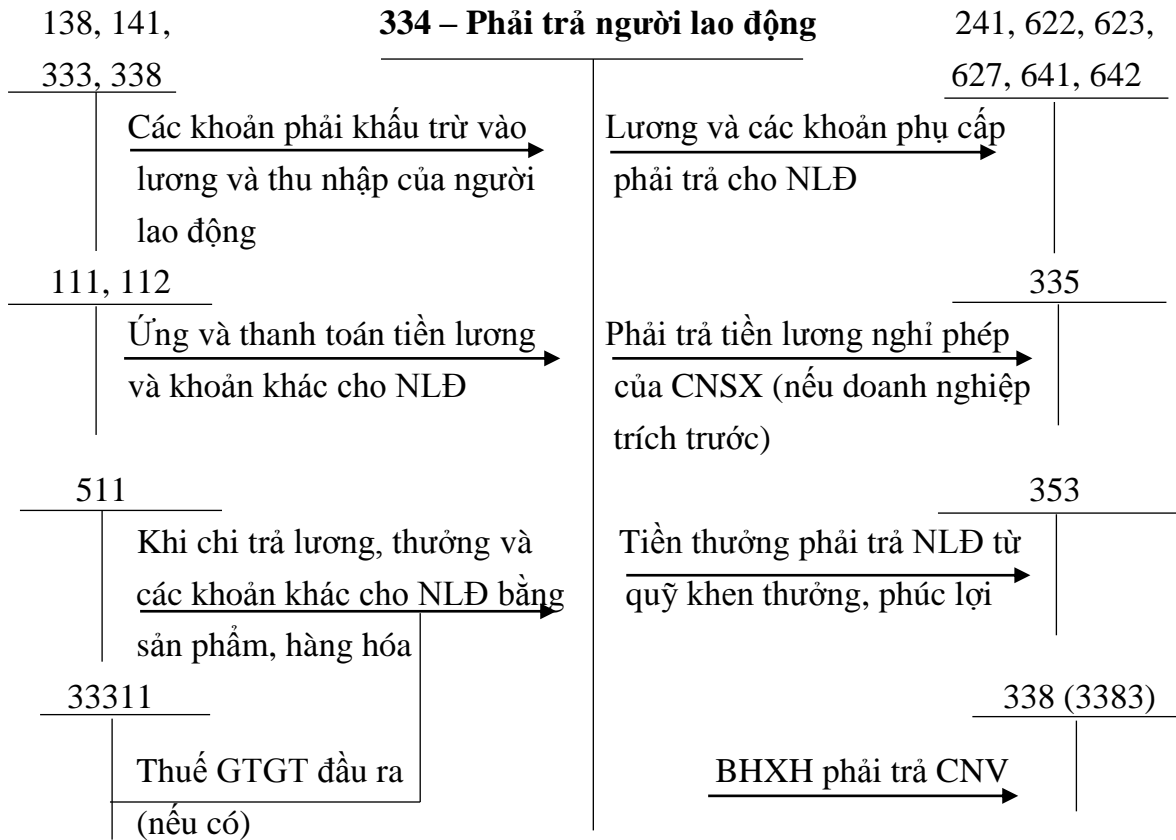 138, 141,
333, 338
334 – Phải trả người lao động
241, 622, 623,
627, 641, 642
Các khoản phải khấu trừ vào
lương và thu nhập của người
lao động
Lương và các khoản phụ cấp
phải trả cho NLĐ
111, 112
335
Ứng và thanh toán tiền lương
và khoản khác cho NLĐ
Phải trả tiền lương nghỉ phép
của CNSX (nếu doanh nghiệp
trích trước)
511
353
Khi chi trả lương, thưởng và
các khoản khác cho NLĐ bằng
sản phẩm, hàng hóa
Tiền thưởng phải trả NLĐ từ
quỹ khen thưởng, phúc lợi
33311
338 (3383)
Thuế GTGT đầu ra
(nếu có)
BHXH phải trả CNV